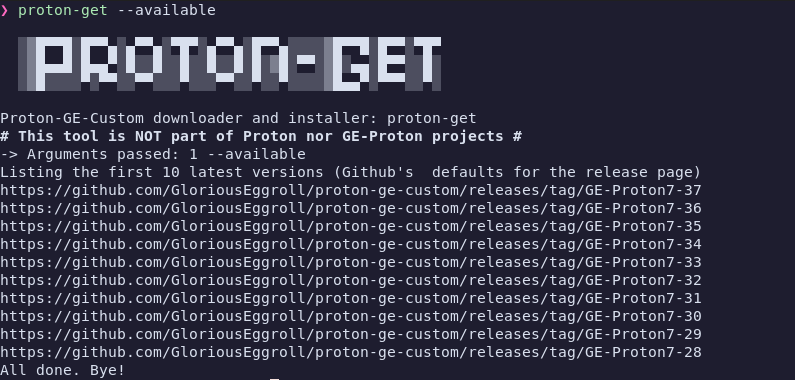 ❯ proton-get --available
PROTON-GET
Proton-GE-Custom downloader and installer: proton-get
# This tool is NOT part of Proton nor GE-Proton projects #
-> Arguments passed: 1 --available
Listing the first 10 latest versions (Github's  defaults for the release page)
https://github.com/GloriousEggroll/proton-ge-custom/releases/tag/GE-Proton7-37
https://github.com/GloriousEggroll/proton-ge-custom/releases/tag/GE-Proton7-36
https://github.com/GloriousEggroll/proton-ge-custom/releases/tag/GE-Proton7-35
https://github.com/GloriousEggroll/proton-ge-custom/releases/tag/GE-Proton7-34
https://github.com/GloriousEggroll/proton-ge-custom/releases/tag/GE-Proton7-33
https://github.com/GloriousEggroll/proton-ge-custom/releases/tag/GE-Proton7-32
https://github.com/GloriousEggroll/proton-ge-custom/releases/tag/GE-Proton7-31
https://github.com/GloriousEggroll/proton-ge-custom/releases/tag/GE-Proton7-30
https://github.com/GloriousEggroll/proton-ge-custom/releases/tag/GE-Proton7-29
https://github.com/GloriousEggroll/proton-ge-custom/releases/tag/GE-Proton7-28
All done. Bye!